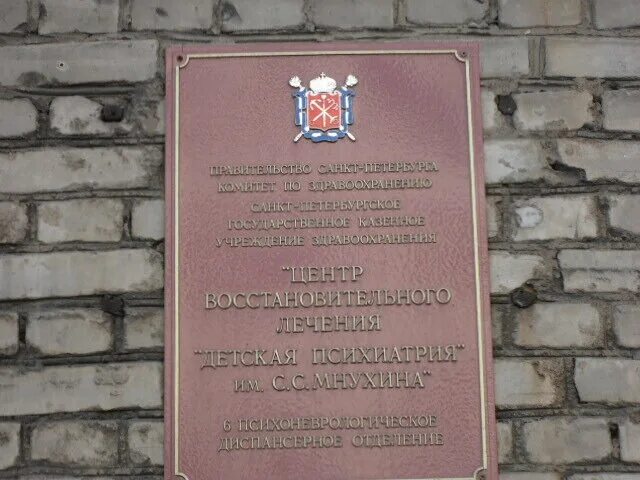 ПРАВИТЕЛЬСТВО САНКТ-ПЕТЕРБУРГА
КОМИТЕТ ПО ЗДРАВООХРАНЕНИЮ
САНКТ-ПЕТЕРБУРГСКОЕ
ГОСУДАРСТВЕННОЕ КАЗЕННОЕ
УЧРЕЖДЕНИЕ ЗДРАВООХРАНЕНИЯ
"ЦЕНТР
ВОССТАНОВИТЕЛЬНОГО
ЛЕЧЕНИЯ
"ДЕТСКАЯ ПСИХИАТРИЯ"
ИМ. С.С.МНУХИНА"
6 ПСИХОНЕВРОЛОГИЧЕСКОЕ
ДИСПАНСЕРНОЕ ОТДЕЛЕНИЕ